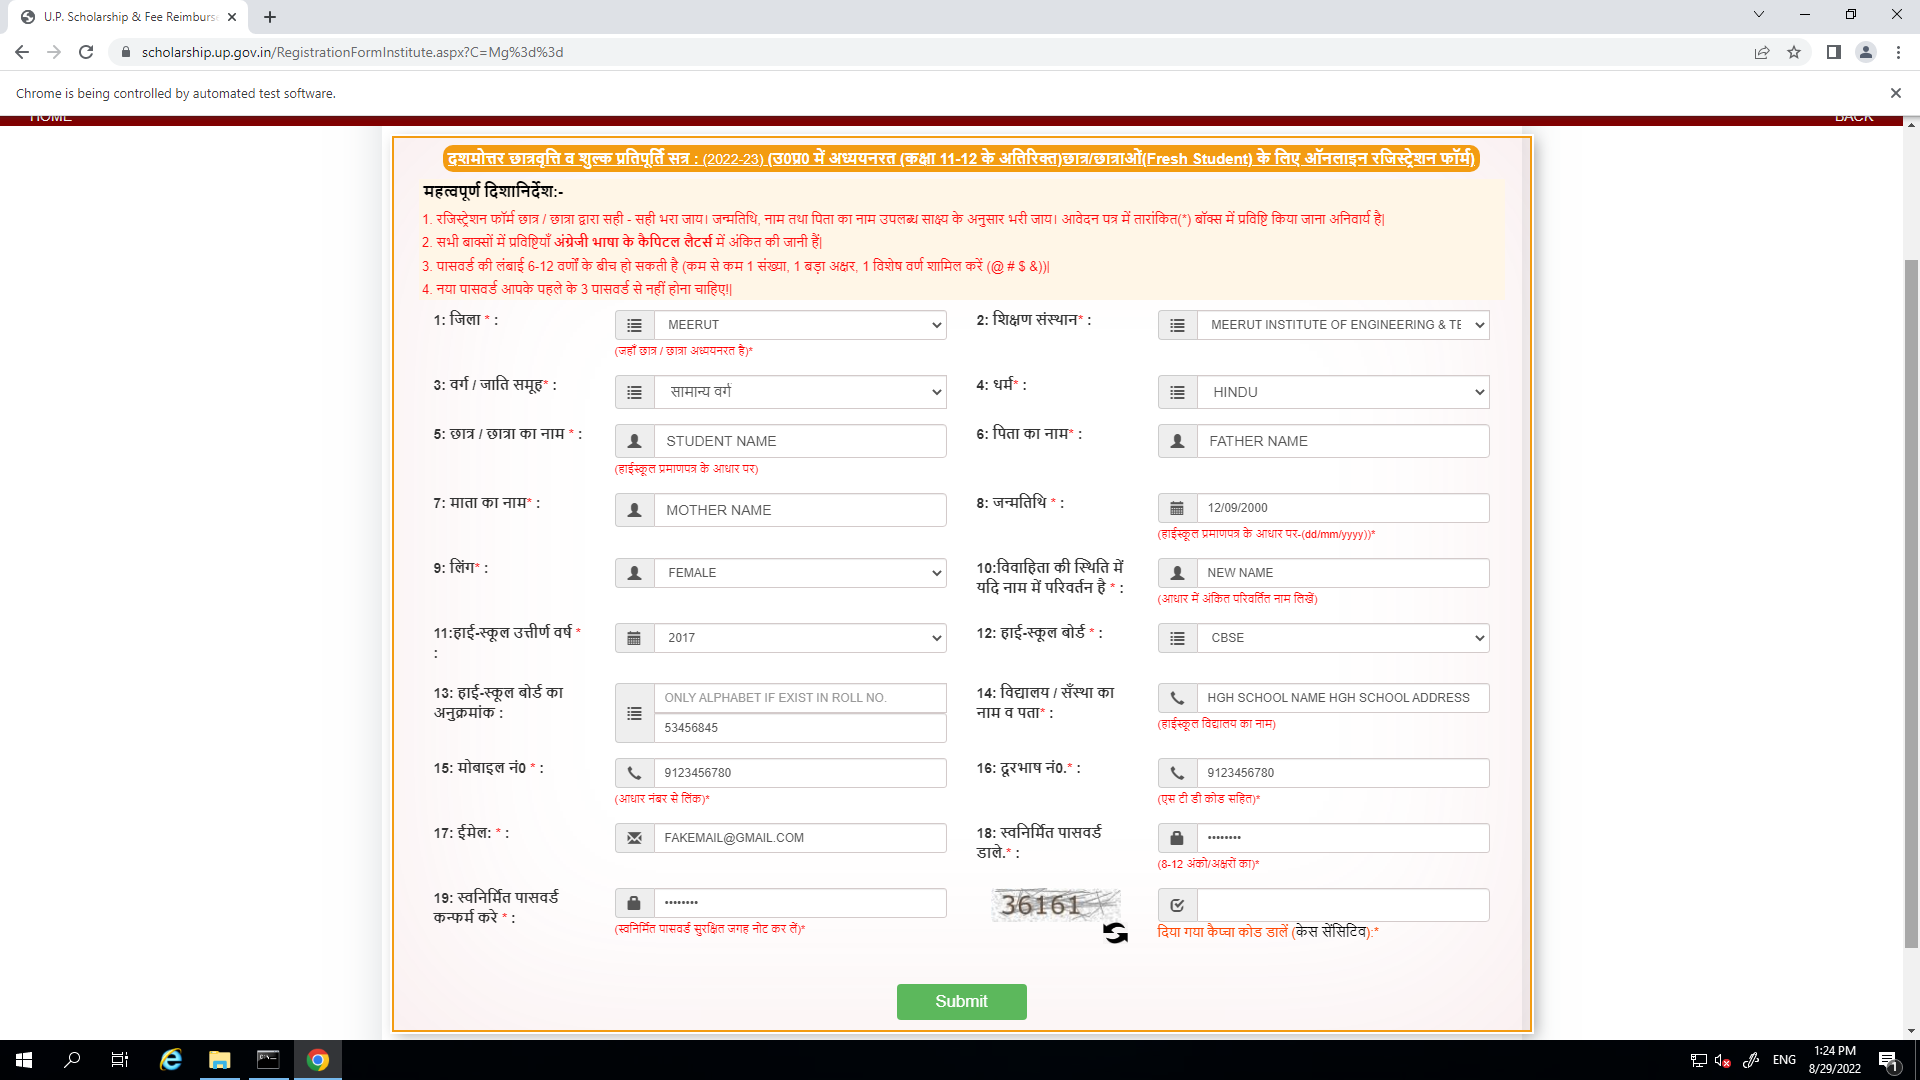 U.P. Scholarship & Fee Reimburse
scholarship.up.gov.in/RegistrationFormInstitute.aspx?C=Mg%3d%3d
Chrome is being controlled by automated test software.
HOME BACK
दशमोत्तर छात्रवृत्ति व शुल्क प्रतिपूर्ति सत्र : (2022-23) (उ0प्र0 में अध्ययनरत (कक्षा 11-12 के अतिरिक्त)छात्र/छात्राओं(Fresh Student) के लिए ऑनलाइन रजिस्ट्रेशन फॉर्म)
महत्वपूर्ण दिशानिर्देश:-
1. रजिस्ट्रेशन फॉर्म छात्र / छात्रा द्वारा सही - सही भरा जाय। जन्मतिथि, नाम तथा पिता का नाम उपलब्ध साक्ष्य के अनुसार भरी जाय। आवेदन पत्र में तारांकित(*) बॉक्स में प्रविष्टि किया जाना अनिवार्य है|
2. सभी बाक्सों में प्रविष्टियाँ अंग्रेजी भाषा के कैपिटल लैटर्स में अंकित की जानी हैं|
3. पासवर्ड की लंबाई 6-12 वर्णों के बीच हो सकती है (कम से कम 1 संख्या, 1 बड़ा अक्षर, 1 विशेष वर्ण शामिल करें (@ # $ &))|
4. नया पासवर्ड आपके पहले के 3 पासवर्ड से नहीं होना चाहिए!|
1: जिला * : MEERUT 2: शिक्षण संस्थान* : MEERUT INSTITUTE OF ENGINEERING & TE
(जहाँ छात्र / छात्रा अध्ययनरत है)*
3: वर्ग / जाति समूह* : सामान्य वर्ग 4: धर्म* : HINDU
5: छात्र / छात्रा का नाम * : STUDENT NAME 6: पिता का नाम* : FATHER NAME
(हाईस्कूल प्रमाणपत्र के आधार पर)
7: माता का नाम* : MOTHER NAME 8: जन्मतिथि * : 12/09/2000
(हाईस्कूल प्रमाणपत्र के आधार पर-(dd/mm/yyyy))*
9: लिंग* : FEMALE 10:विवाहिता की स्थिति में NEW NAME
यदि नाम में परिवर्तन है * :
(आधार में अंकित परिवर्तित नाम लिखें)
11:हाई-स्कूल उत्तीर्ण वर्ष * 2017 12: हाई-स्कूल बोर्ड * : CBSE
:
13: हाई-स्कूल बोर्ड का ONLY ALPHABET IF EXIST IN ROLL NO. 14: विद्यालय / सँस्था का HGH SCHOOL NAME HGH SCHOOL ADDRESS
अनुक्रमांक : 53456845 नाम व पता* : (हाईस्कूल विद्यालय का नाम)
15: मोबाइल नं0 * : 9123456780 16: दूरभाष नं0.* : 9123456780
(आधार नंबर से लिंक)* (एस टी डी कोड सहित)*
17: ईमेल: * : FAKEMAIL@GMAIL.COM 18: स्वनिर्मित पासवर्ड ••••••••
डाले.* : (8-12 अंको/अक्षरों का)*
19: स्वनिर्मित पासवर्ड •••••••• 36161
कन्फर्म करे * : (स्वनिर्मित पासवर्ड सुरक्षित जगह नोट कर लें)* दिया गया कैप्चा कोड डालें (केस सेंसिटिव):*
Submit
ENG 1:24 PM
8/29/2022 1